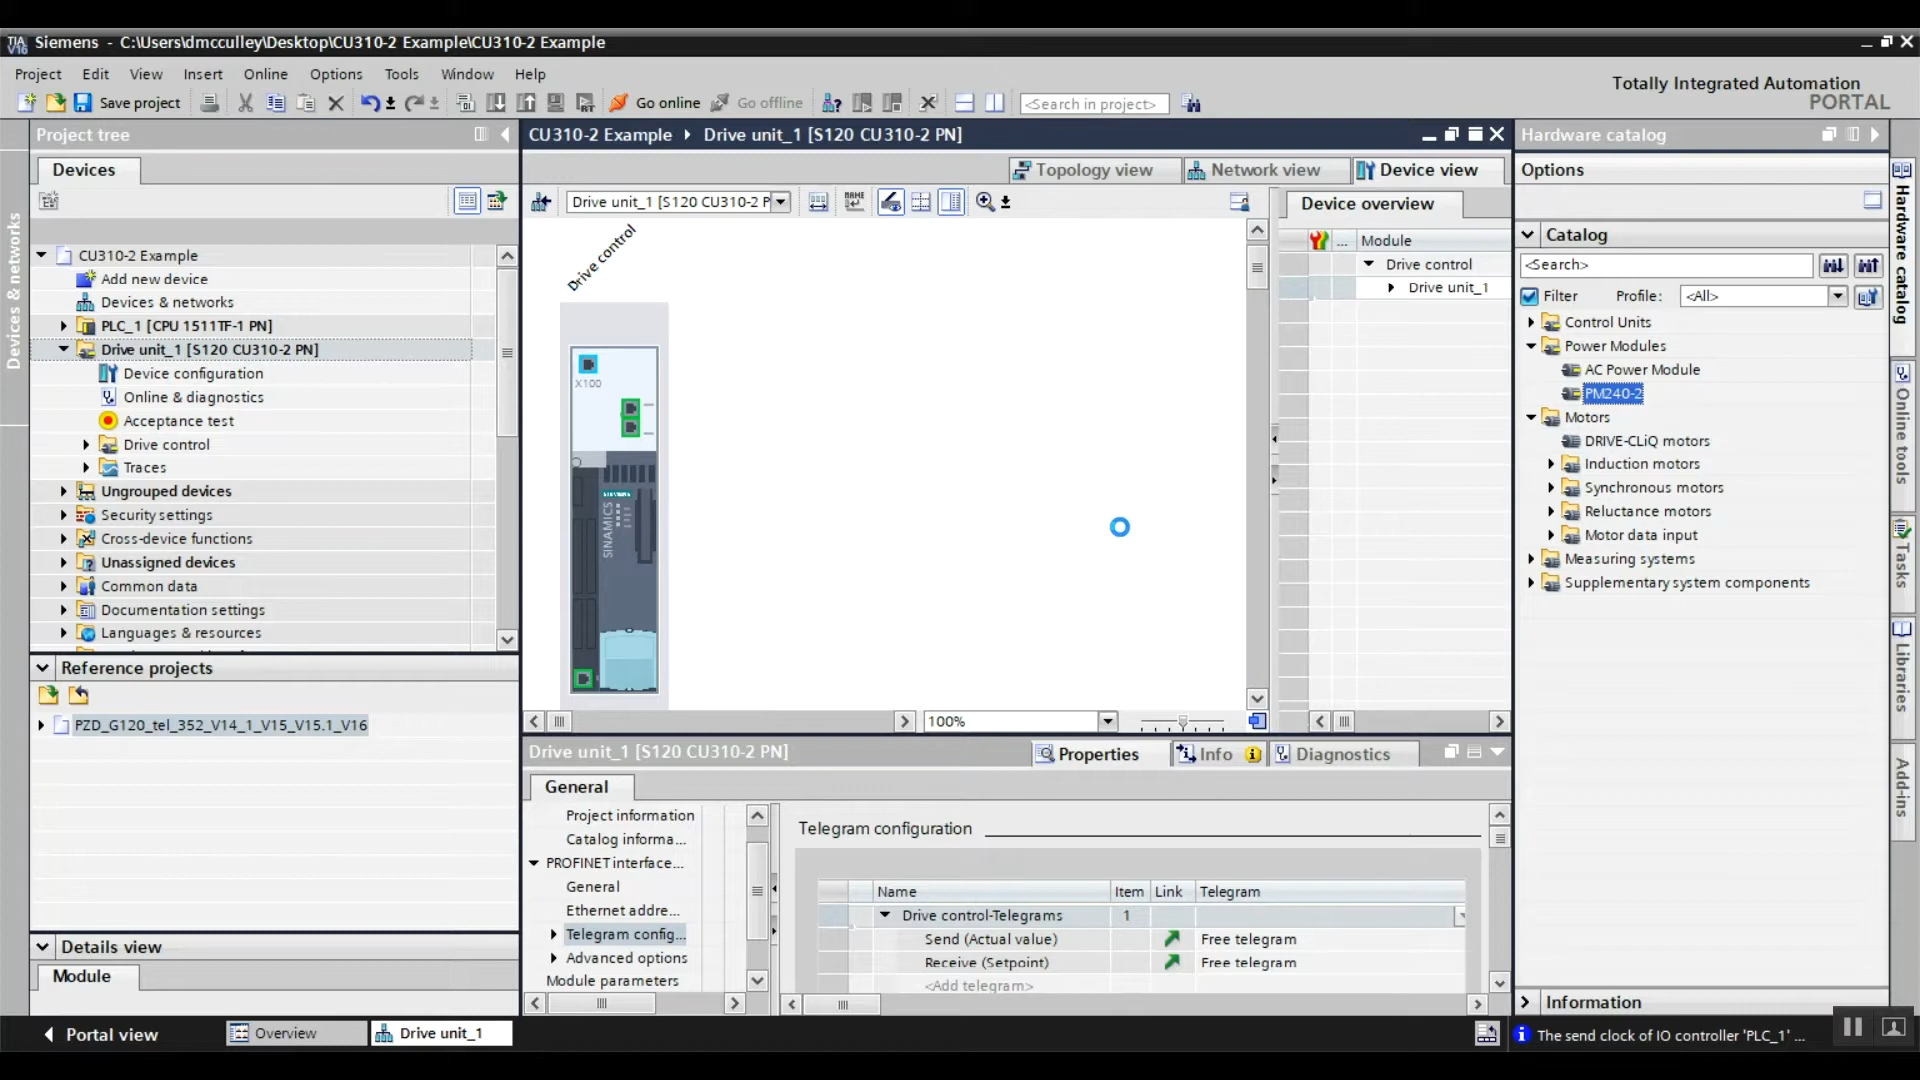 Siemens - C:\Users\dmcculley\Desktop\CU310-2 Example\CU310-2 Example
Project Edit View Insert Online Options Tools Window Help
Totally Integrated Automation
PORTAL
Save project
Go online
Go offline
<Search in project>
Project tree
Devices
Devices & networks
CU310-2 Example
Add new device
Devices & networks
PLC_1 [CPU 1511TF-1 PN]
Drive unit_1 [S120 CU310-2 PN]
Device configuration
Online & diagnostics
Acceptance test
Drive control
Traces
Ungrouped devices
Security settings
Cross-device functions
Unassigned devices
Common data
Documentation settings
Languages & resources
Reference projects
PZD_G120_tel_352_V14_1_V15_V15.1_V16
Details view
Module
CU310-2 Example Drive unit_1 [S120 CU310-2 PN]
Topology view
Network view
Device view
Drive unit_1 [S120 CU310-2 P
Drive control
X100
SIEMENS
SINAMICS
100%
Device overview
... Module
Drive control
Drive unit_1
Drive unit_1 [S120 CU310-2 PN]
Properties
Info
Diagnostics
General
Project information
Catalog informa...
PROFINET interface...
General
Ethernet addre...
Telegram config...
Advanced options
Module parameters
Telegram configuration
Name Item Link Telegram
Drive control-Telegrams 1
Send (Actual value) Free telegram
Receive (Setpoint) Free telegram
<Add telegram>
Hardware catalog
Options
Catalog
<Search>
Filter Profile: <All>
Control Units
Power Modules
AC Power Module
PM240-2
Motors
DRIVE-CLiQ motors
Induction motors
Synchronous motors
Reluctance motors
Motor data input
Measuring systems
Supplementary system components
Information
Hardware catalog
Online tools
Tasks
Libraries
Add-ins
Portal view
Overview
Drive unit_1
The send clock of IO controller 'PLC_1' ...